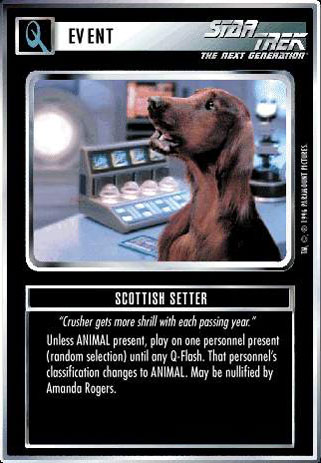 Q EVENT
STAR TREK
THE NEXT GENERATION®
TM, ©, ® 1996 PARAMOUNT PICTURES.
SCOTTISH SETTER
"Crusher gets more shrill with each passing year."
Unless ANIMAL present, play on one personnel present
(random selection) until any Q-Flash. That personnel's
classification changes to ANIMAL. May be nullified by
Amanda Rogers.